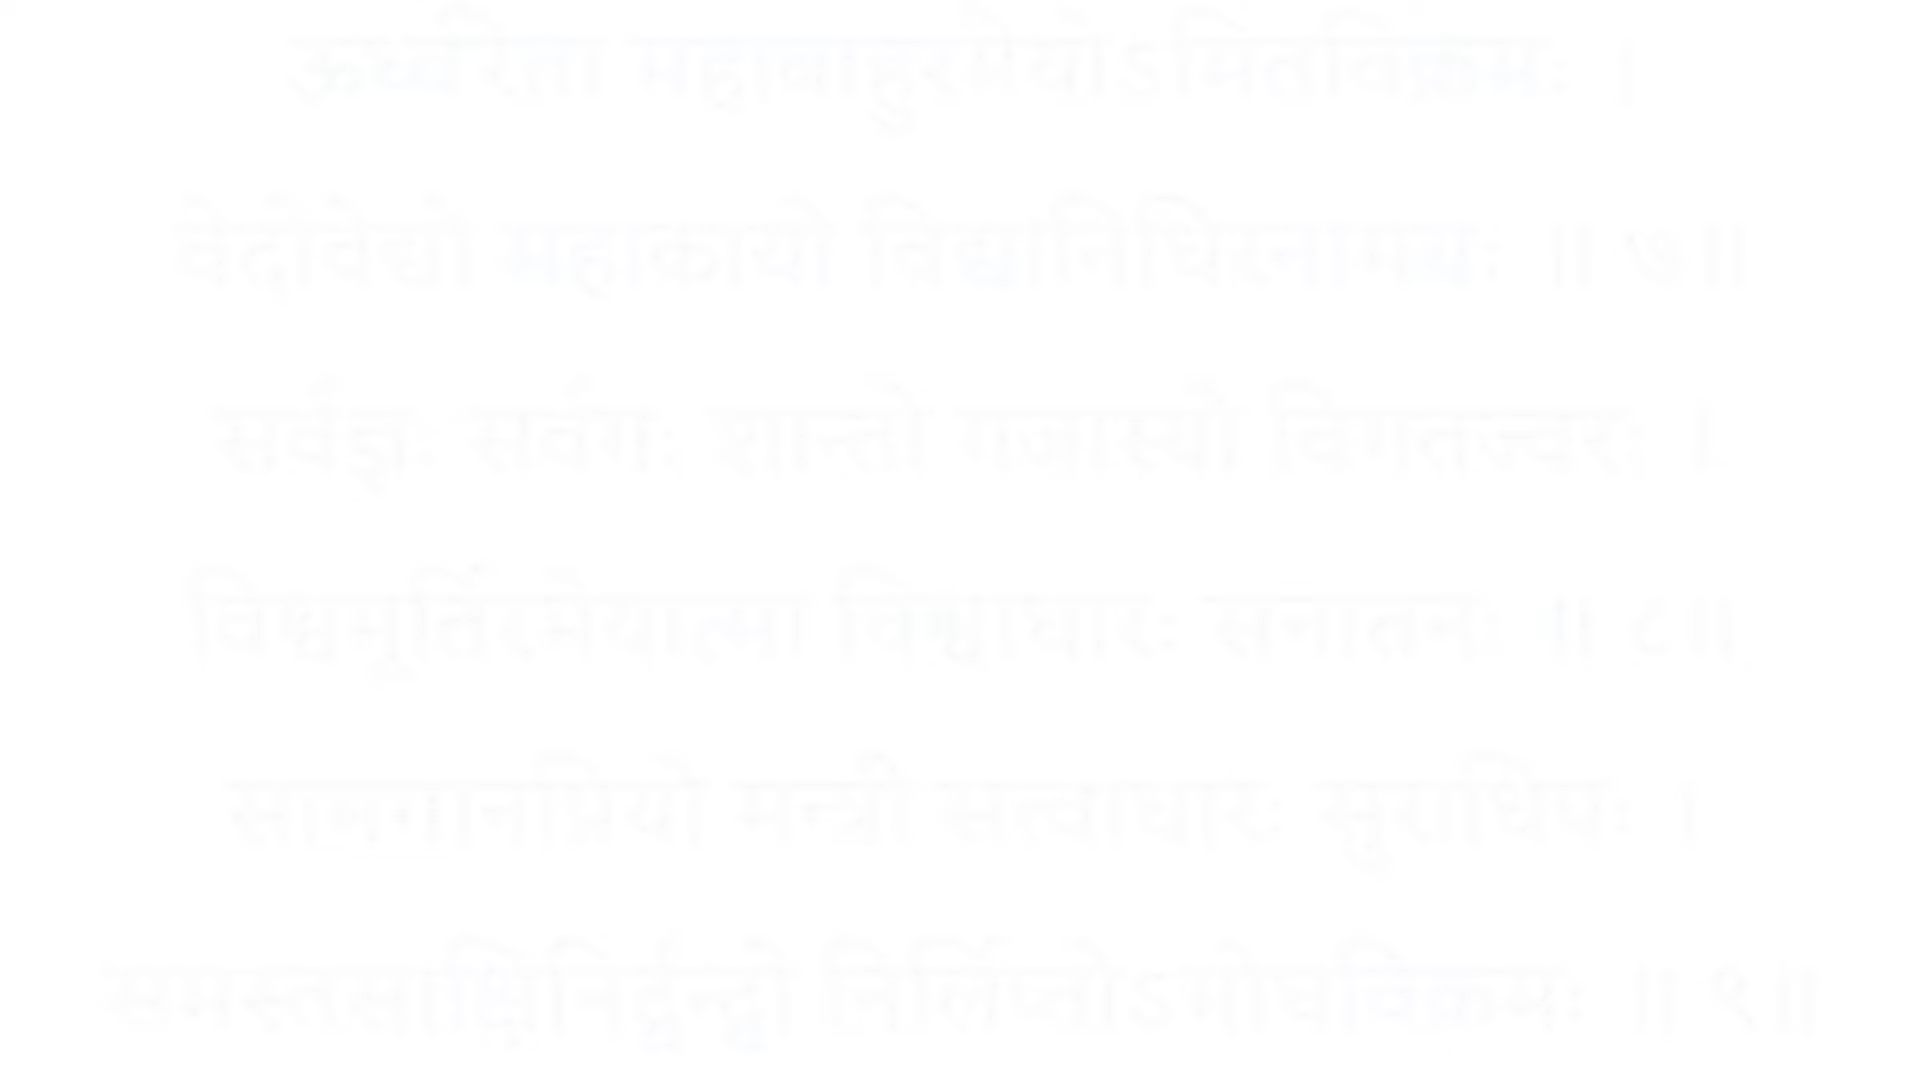 ऊर्ध्वरेता महाबाहुरमेयोऽमितविक्रमः ।
वेदोवेद्यो महाकायो विद्यानिधिरनामयः ॥ ७॥
सर्वज्ञः सर्वगः शान्तो गजास्यो विगतज्वरः ।
विश्वमूर्तिरमेयात्मा विश्वाधारः सनातनः ॥ ८॥
सामगानप्रियो मन्त्री सत्त्वाधारः सुराधिपः ।
समस्तसाक्षिनिर्द्वन्द्वो निर्लिप्तोऽमोघविक्रमः ॥ ९॥